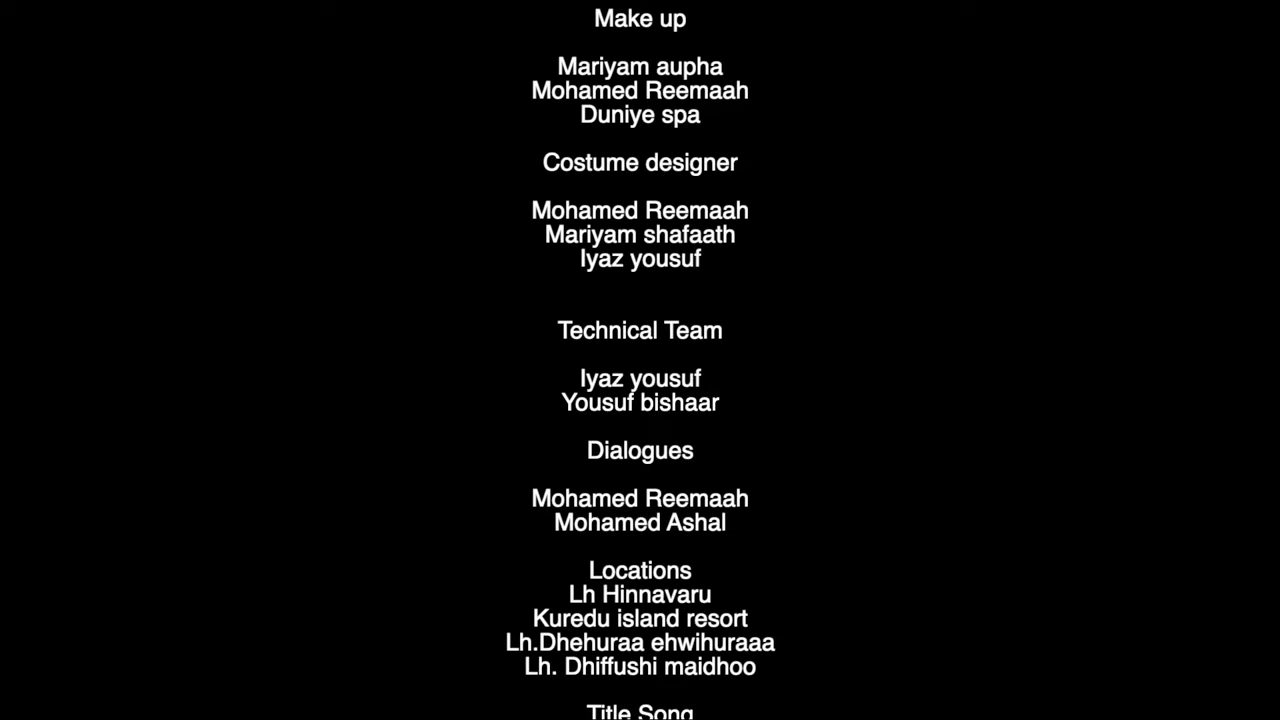 Make up
Mariyam aupha
Mohamed Reemaah
Duniye spa
Costume designer
Mohamed Reemaah
Mariyam shafaath
Iyaz yousuf
Technical Team
Iyaz yousuf
Yousuf bishaar
Dialogues
Mohamed Reemaah
Mohamed Ashal
Locations
Lh Hinnavaru
Kuredu island resort
Lh.Dhehuraa ehwihuraaa
Lh. Dhiffushi maidhoo
Title Song